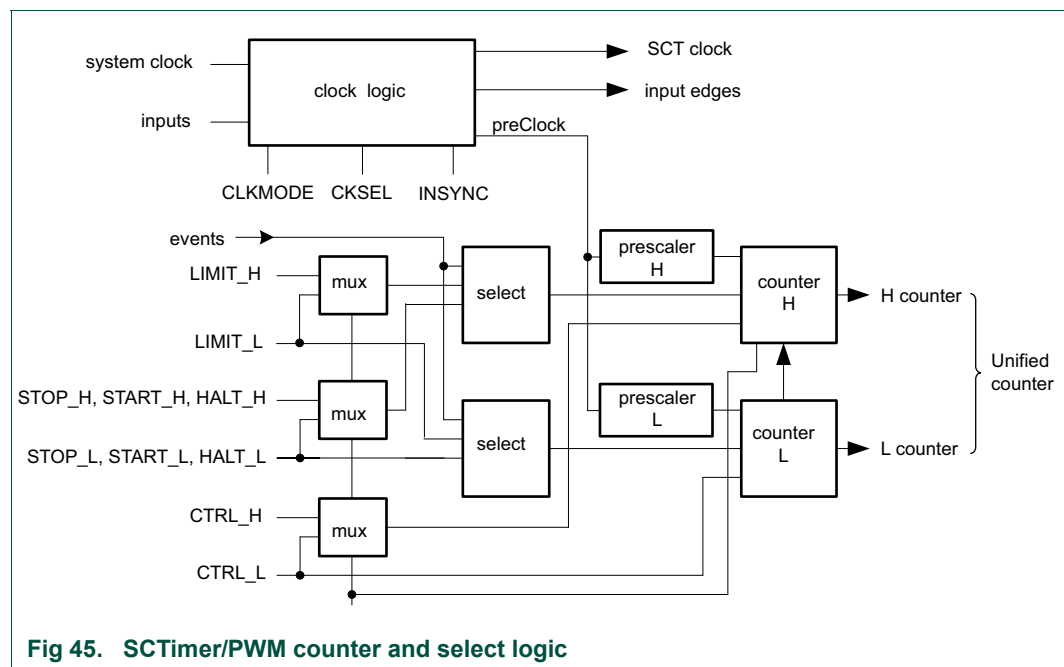 system clock
inputs
clock logic
SCT clock
input edges
preClock
CLKMODE
CKSEL
INSYNC
events
LIMIT_H
LIMIT_L
mux
select
prescaler
H
counter
H
H counter
STOP_H, START_H, HALT_H
STOP_L, START_L, HALT_L
mux
select
prescaler
L
counter
L
L counter
Unified
counter
CTRL_H
CTRL_L
mux
Fig 45. SCTimer/PWM counter and select logic